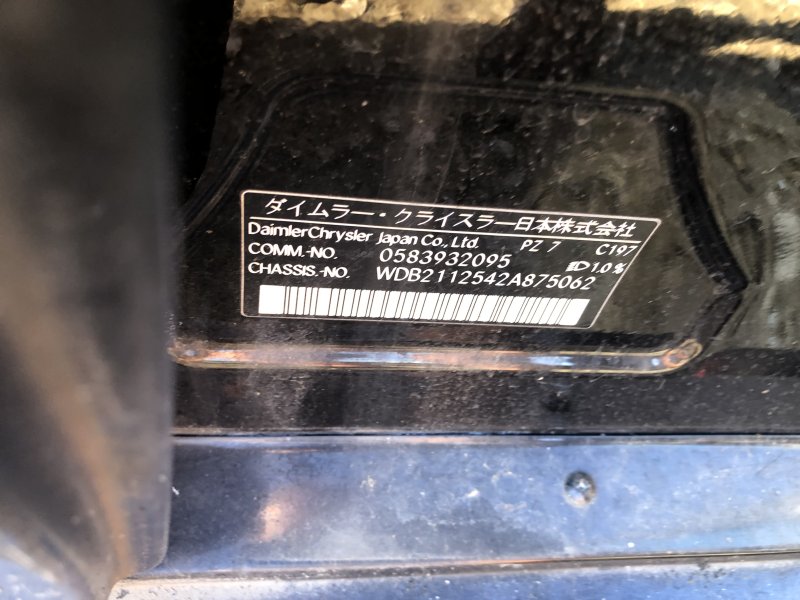 ダイムラー・クライスラー日本株式会社
DaimlerChrysler Japan Co., Ltd. PZ 7 C197
COMM.-NO. 0583932095 1.0%
CHASSIS.-NO. WDB2112542A875062